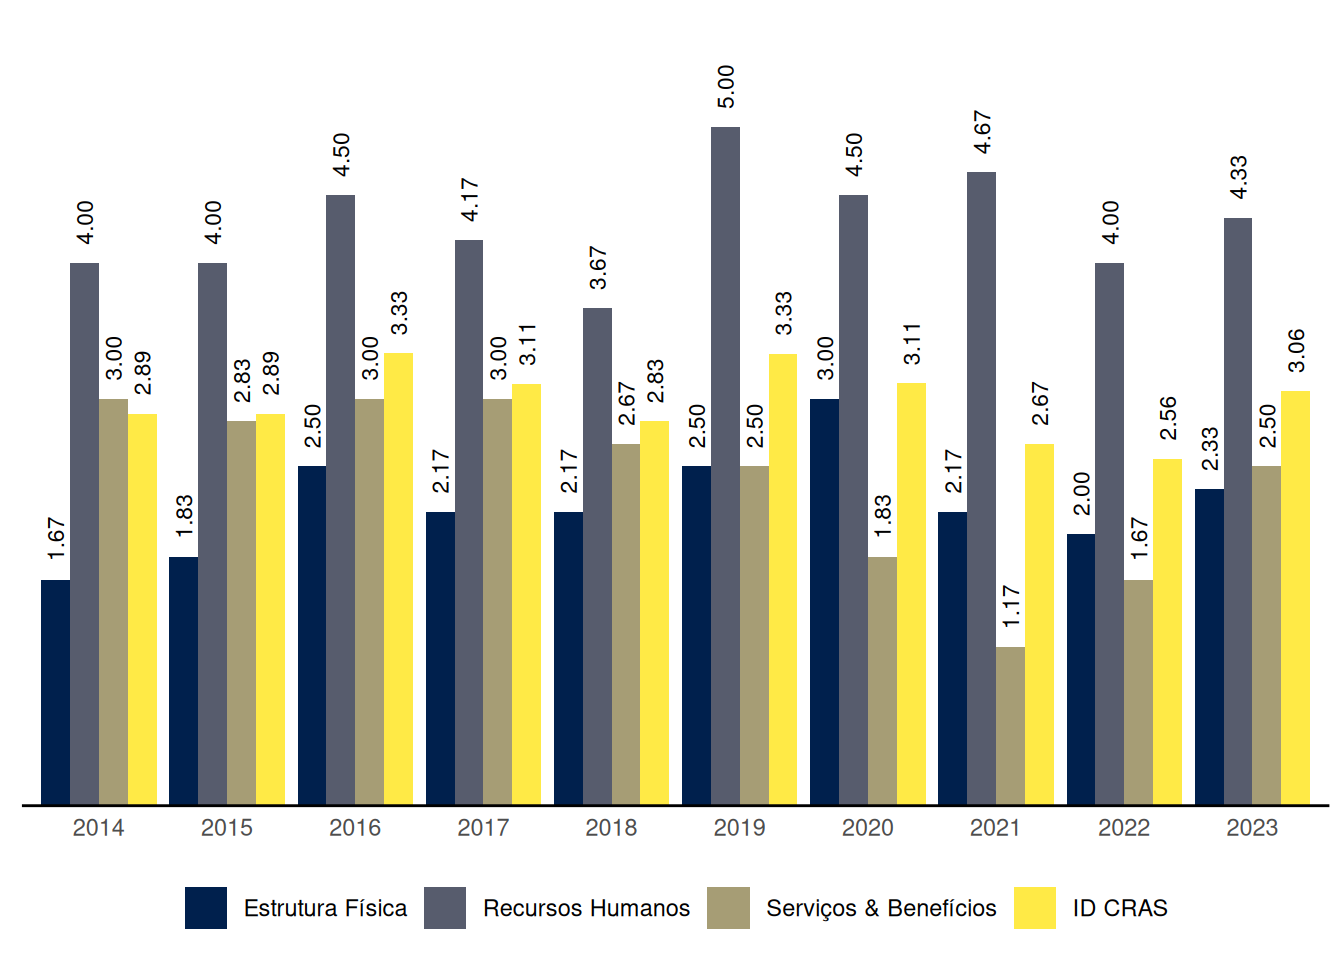 1.67 4.00 3.00 2.89
1.83 4.00 2.83 2.89
2.50 4.50 3.00 3.33
2.17 4.17 3.00 3.11
2.17 3.67 2.67 2.83
2.50 5.00 2.50 3.33
3.00 4.50 1.83 3.11
2.17 4.67 1.17 2.67
2.00 4.00 1.67 2.56
2.33 4.33 2.50 3.06
2014 2015 2016 2017 2018 2019 2020 2021 2022 2023
Estrutura Física Recursos Humanos Serviços & Benefícios ID CRAS